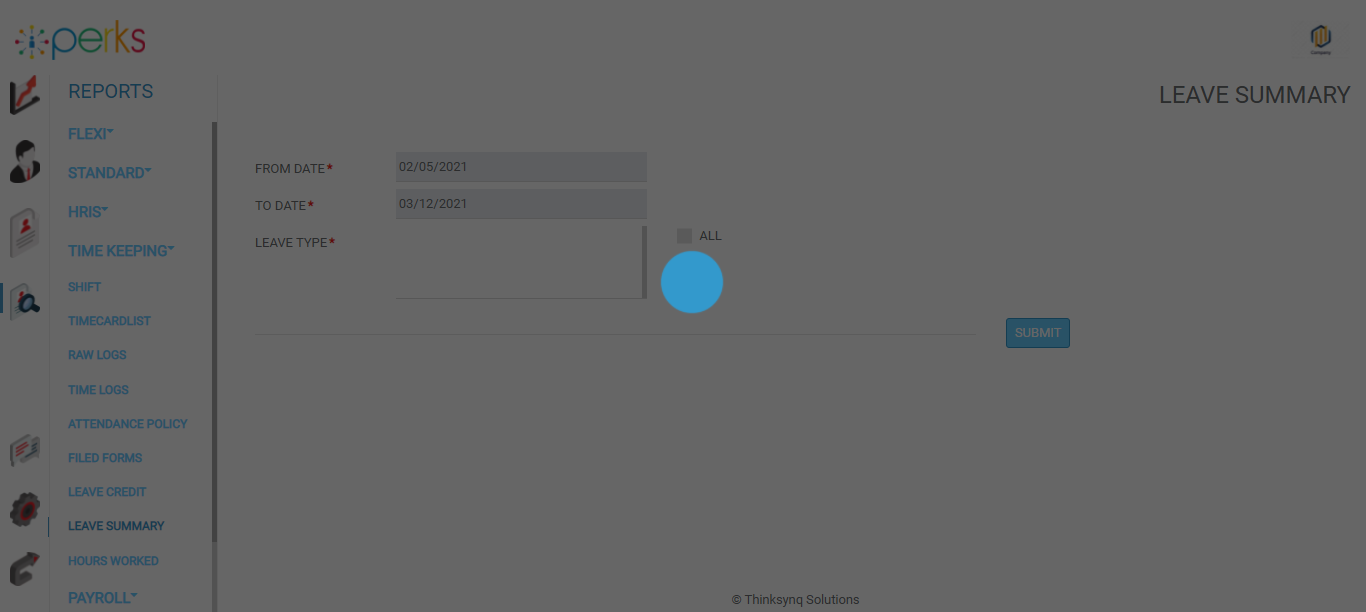 perks
Company
REPORTS
LEAVE SUMMARY
FLEXI
STANDARD
HRIS
TIME KEEPING
SHIFT
TIMECARDLIST
RAW LOGS
TIME LOGS
ATTENDANCE POLICY
FILED FORMS
LEAVE CREDIT
LEAVE SUMMARY
HOURS WORKED
PAYROLL
FROM DATE* 02/05/2021
TO DATE* 03/12/2021
LEAVE TYPE* ALL
SUBMIT
© Thinksynq Solutions